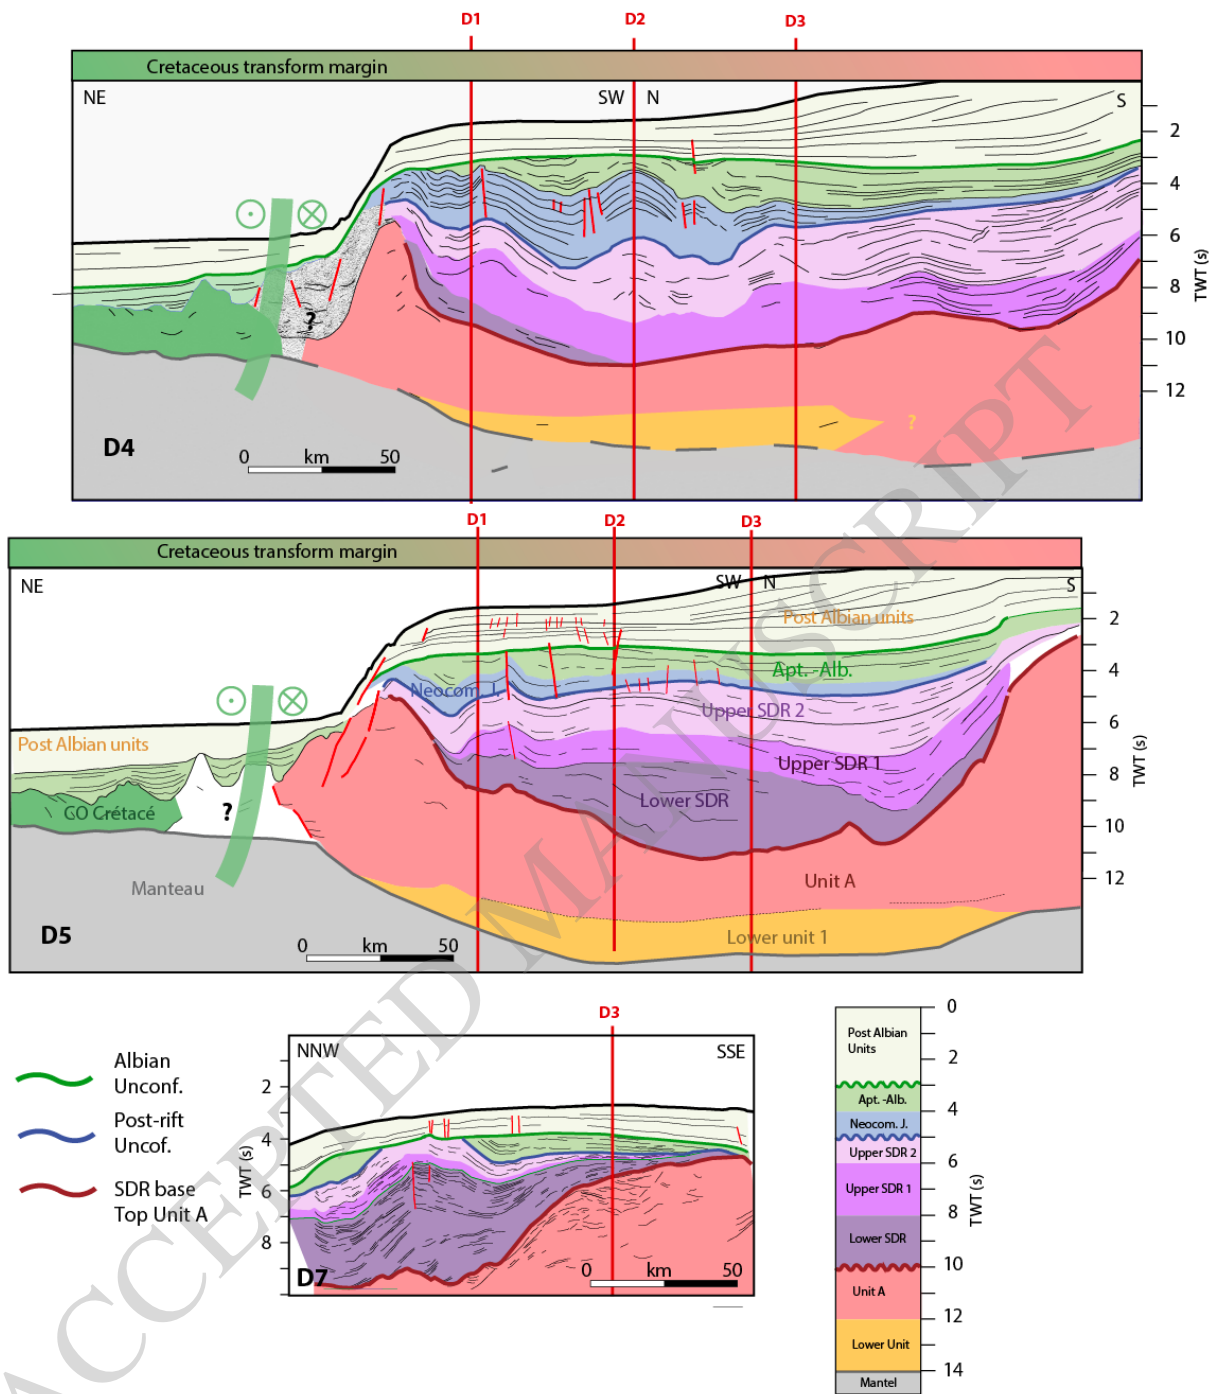 D1 D2 D3
Cretaceous transform margin
NE SW N S
2
4
6
8
10
12
TWT (s)
?
?
D4
0 km 50
D1 D2 D3
Cretaceous transform margin
NE SW N S
Post Albian units
Apt. -Alb.
Neocom. J.
Upper SDR 2
Post Albian units
Upper SDR 1
Lower SDR
CO Crétacé
?
Unit A
Manteau
Lower unit 1
D5
0 km 50
2
4
6
8
10
12
TWT (s)
D3
NNW SSE
2
4
6
8
TWT (s)
D7
0 km 50
Albian
Unconf.
Post-rift
Uncof.
SDR base
Top Unit A
Post Albian
Units
Apt. -Alb.
Neocom. J.
Upper SDR 2
Upper SDR 1
Lower SDR
Unit A
Lower Unit
Mantel
0
2
4
6
8
10
12
14
TWT (s)
ACCEPTED MANUSCRIPT